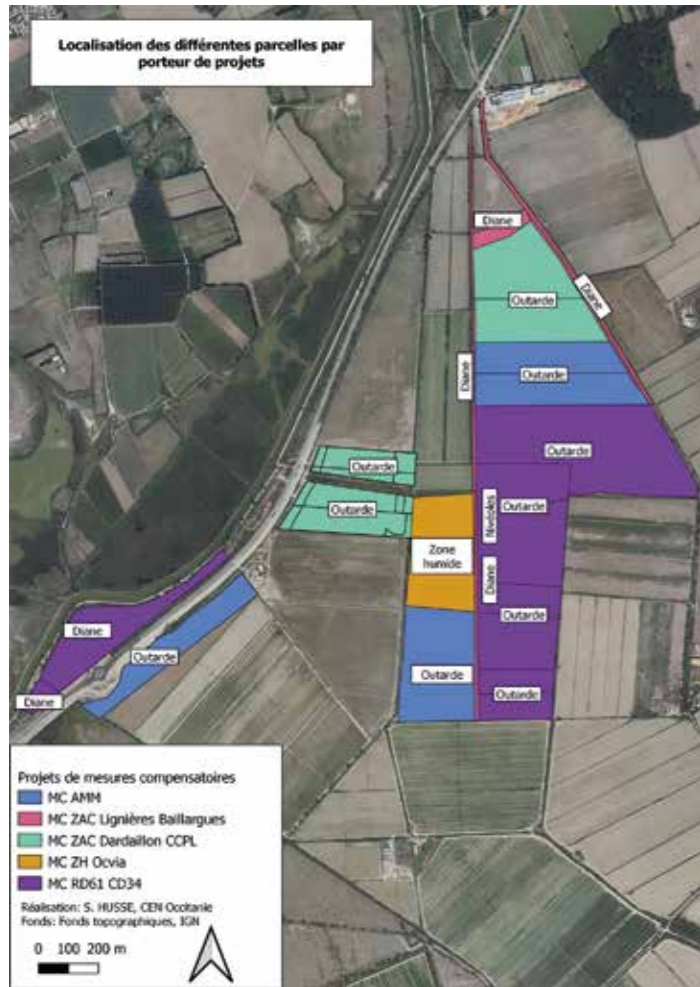 Localisation des différentes parcelles par
porteur de projets
Diane
Diane
Outarde
Diane
Outarde
Outarde
Outarde
Nivéoles
Outarde
Zone
humide
Diane
Diane
Outarde
Outarde
Outarde
Diane
Outarde
Projets de mesures compensatoires
MC AMM
MC ZAC Lignières Baillargues
MC ZAC Dardaillon CCPL
MC ZH Ocvia
MC RD61 CD34
Réalisation: S. HUSSE, CEN Occitanie
Fonds: Fonds topographiques, IGN
0 100 200 m